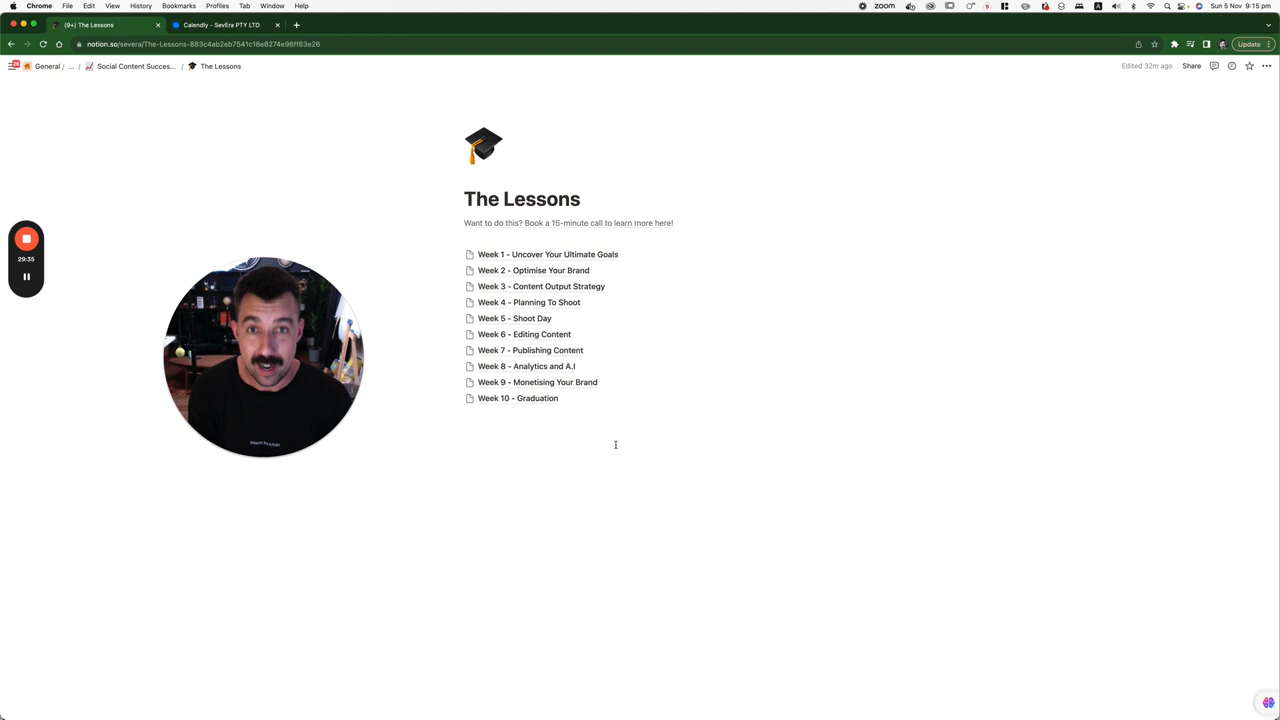 Chrome File Edit View History Bookmarks Profiles Tab Window Help
zoom
A
Sun 5 Nov 9:15 pm
(9+) The Lessons
Calendly - SevEra PTY LTD
notion.so/severa/The-Lessons-883c4ab2eb7541c18e8274e96ff63e26
Update
General / ... / Social Content Succes... / The Lessons
Edited 32m ago Share
The Lessons
Want to do this? Book a 15-minute call to learn more here!
29:35
Week 1 - Uncover Your Ultimate Goals
Week 2 - Optimise Your Brand
Week 3 - Content Output Strategy
Week 4 - Planning To Shoot
Week 5 - Shoot Day
Week 6 - Editing Content
Week 7 - Publishing Content
Week 8 - Analytics and A.I
Week 9 - Monetising Your Brand
Week 10 - Graduation